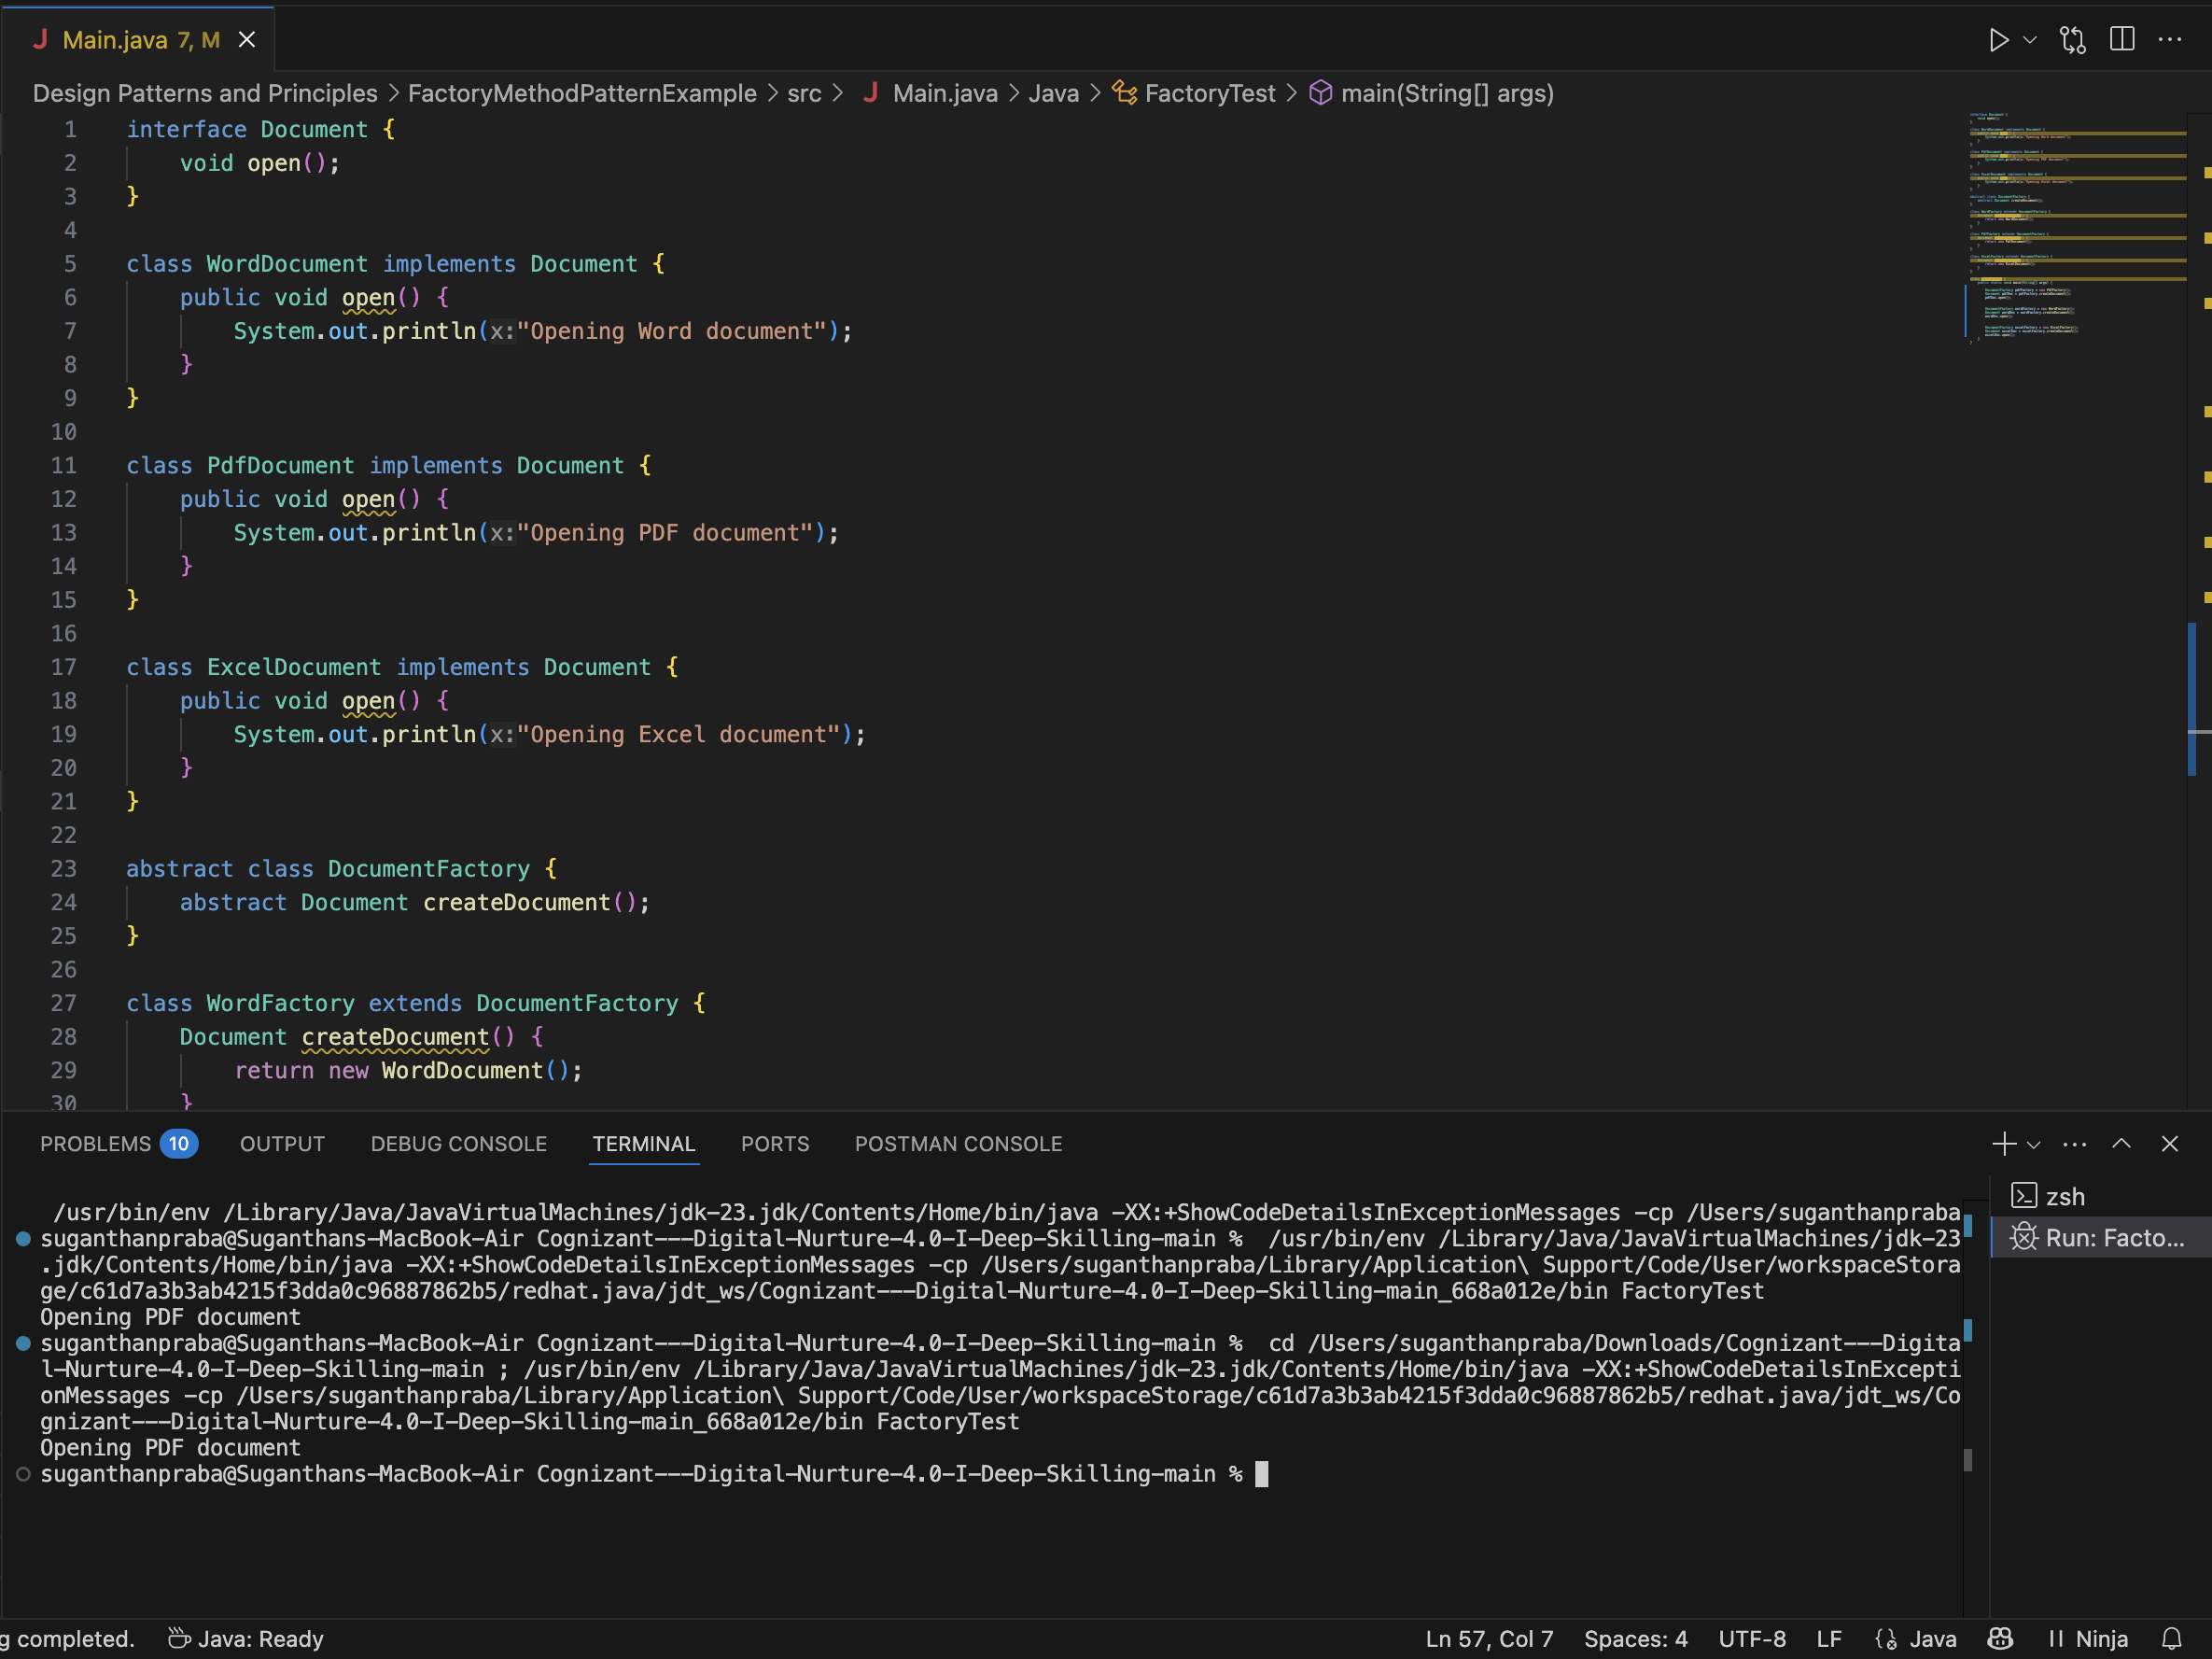 Main.java 7, M
Design Patterns and Principles > FactoryMethodPatternExample > src > Main.java > Java > FactoryTest > main(String[] args)
1 interface Document {
2 void open();
3 }
4
5 class WordDocument implements Document {
6 public void open() {
7 System.out.println(x:"Opening Word document");
8 }
9 }
10
11 class PdfDocument implements Document {
12 public void open() {
13 System.out.println(x:"Opening PDF document");
14 }
15 }
16
17 class ExcelDocument implements Document {
18 public void open() {
19 System.out.println(x:"Opening Excel document");
20 }
21 }
22
23 abstract class DocumentFactory {
24 abstract Document createDocument();
25 }
26
27 class WordFactory extends DocumentFactory {
28 Document createDocument() {
29 return new WordDocument();
30 }
PROBLEMS 10 OUTPUT DEBUG CONSOLE TERMINAL PORTS POSTMAN CONSOLE
/usr/bin/env /Library/Java/JavaVirtualMachines/jdk-23.jdk/Contents/Home/bin/java -XX:+ShowCodeDetailsInExceptionMessages -cp /Users/suganthanpraba
suganthanpraba@Suganthans-MacBook-Air Cognizant---Digital-Nurture-4.0-I-Deep-Skilling-main %  /usr/bin/env /Library/Java/JavaVirtualMachines/jdk-23
.jdk/Contents/Home/bin/java -XX:+ShowCodeDetailsInExceptionMessages -cp /Users/suganthanpraba/Library/Application\ Support/Code/User/workspaceStora
ge/c61d7a3b3ab4215f3dda0c96887862b5/redhat.java/jdt_ws/Cognizant---Digital-Nurture-4.0-I-Deep-Skilling-main_668a012e/bin FactoryTest
Opening PDF document
suganthanpraba@Suganthans-MacBook-Air Cognizant---Digital-Nurture-4.0-I-Deep-Skilling-main %  cd /Users/suganthanpraba/Downloads/Cognizant---Digita
l-Nurture-4.0-I-Deep-Skilling-main ; /usr/bin/env /Library/Java/JavaVirtualMachines/jdk-23.jdk/Contents/Home/bin/java -XX:+ShowCodeDetailsInExcepti
onMessages -cp /Users/suganthanpraba/Library/Application\ Support/Code/User/workspaceStorage/c61d7a3b3ab4215f3dda0c96887862b5/redhat.java/jdt_ws/Co
gnizant---Digital-Nurture-4.0-I-Deep-Skilling-main_668a012e/bin FactoryTest
Opening PDF document
suganthanpraba@Suganthans-MacBook-Air Cognizant---Digital-Nurture-4.0-I-Deep-Skilling-main %
zsh
Run: Facto...
g completed. Java: Ready Ln 57, Col 7 Spaces: 4 UTF-8 LF Java Ninja